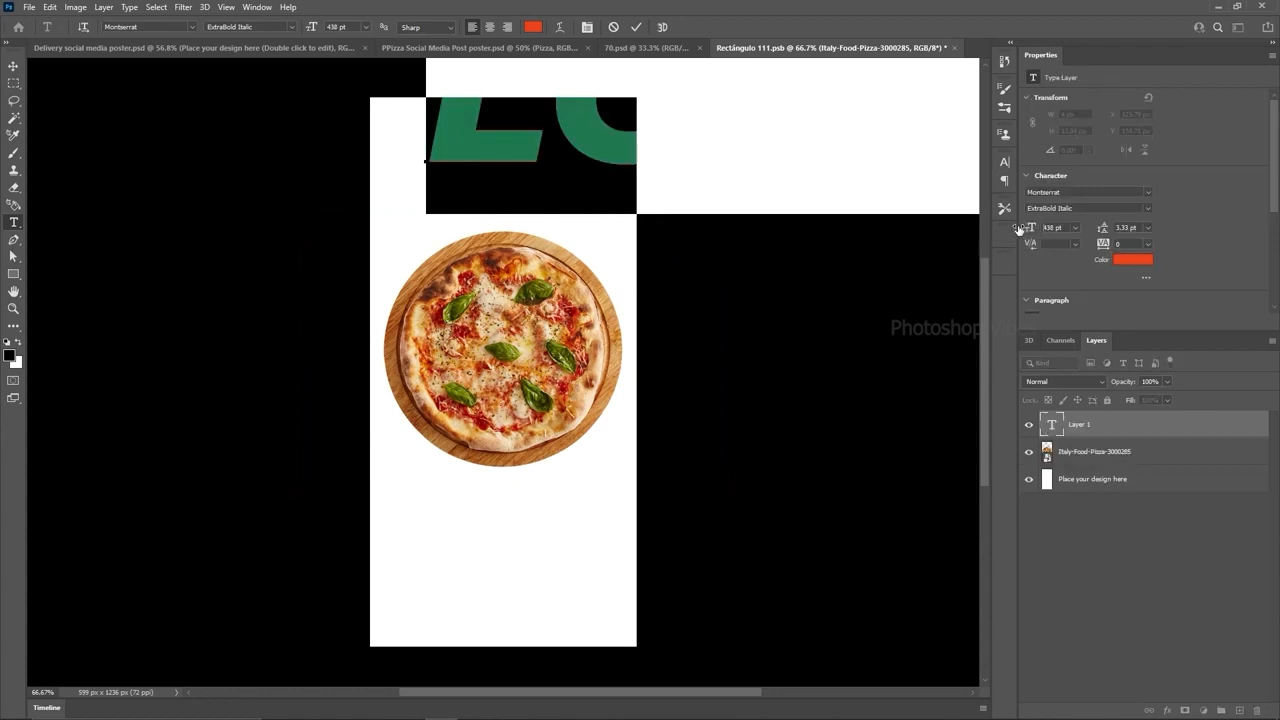 File Edit Image Layer Type Select Filter 3D View Window Help
Montserrat ExtraBold Italic 438 pt Sharp 3D
Delivery social media poster.psd @ 56.8% (Place your design here (Double click to edit), RG... × PPizza Social Media Post poster.psd @ 50% (Pizza, RGB... × 70.psd @ 33.3% (RGB/... × Rectángulo 111.psb @ 66.7% (Italy-Food-Pizza-3000285, RGB/8*) * ×
Properties
Type Layer
Transform
Character
Montserrat
ExtraBold Italic
438 pt 3.33 pt
0
Color
Paragraph
3D Channels Layers
Kind
Normal Opacity: 100%
Lock: Fill: 100%
Layer 1
Italy-Food-Pizza-3000285
Place your design here
66.67% 599 px x 1236 px (72 ppi)
Timeline